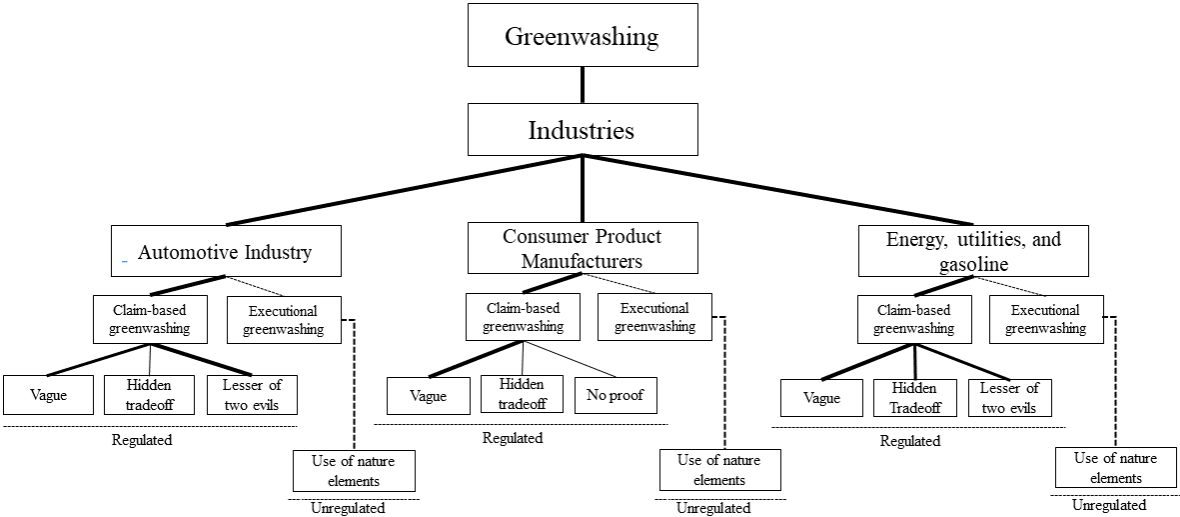 Greenwashing
Industries
Automotive Industry
Consumer Product
Manufacturers
Energy, utilities, and
gasoline
Claim-based
greenwashing
Executional
greenwashing
Claim-based
greenwashing
Executional
greenwashing
Claim-based
greenwashing
Executional
greenwashing
Vague
Hidden
tradeoff
Lesser of
two evils
Vague
Hidden
tradeoff
No proof
Vague
Hidden
Tradeoff
Lesser of
two evils
Regulated
Regulated
Regulated
Use of nature
elements
Use of nature
elements
Use of nature
elements
Unregulated
Unregulated
Unregulated